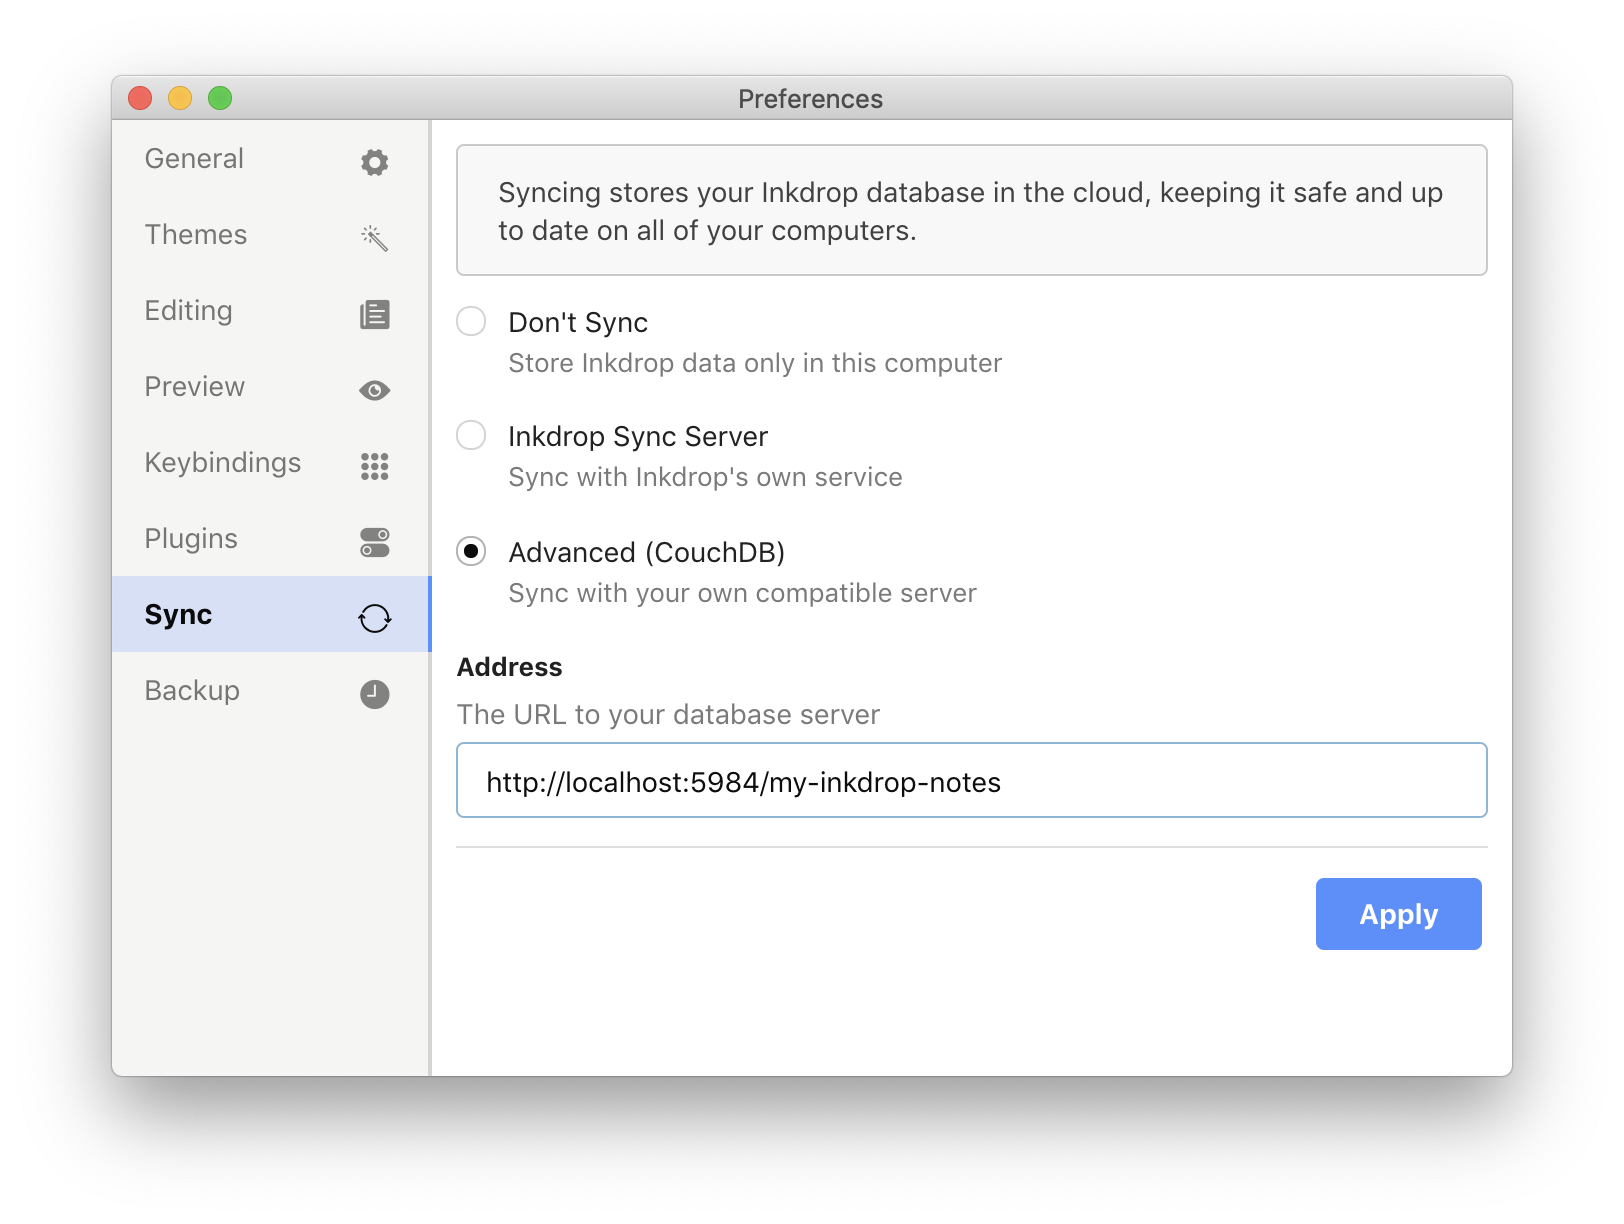 Preferences
General
Themes
Editing
Preview
Keybindings
Plugins
Sync
Backup
Syncing stores your Inkdrop database in the cloud, keeping it safe and up
to date on all of your computers.
Don't Sync
Store Inkdrop data only in this computer
Inkdrop Sync Server
Sync with Inkdrop's own service
Advanced (CouchDB)
Sync with your own compatible server
Address
The URL to your database server
http://localhost:5984/my-inkdrop-notes
Apply